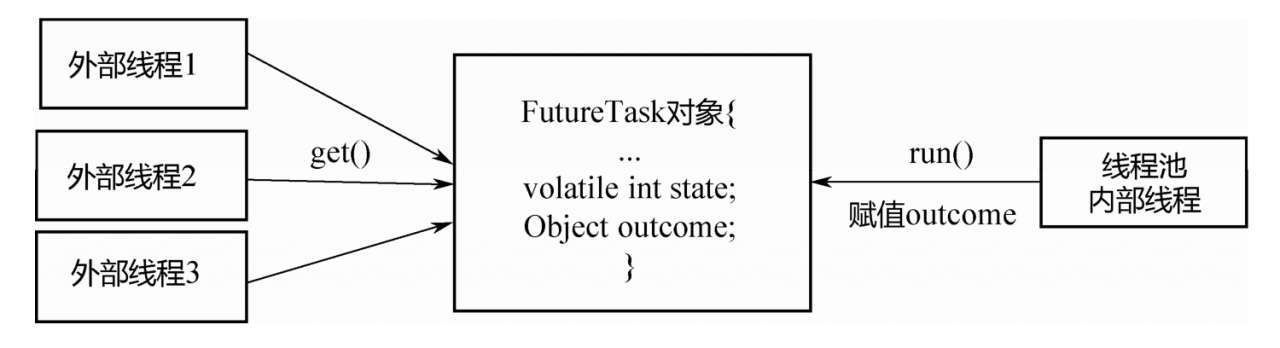 外部线程1
外部线程2
外部线程3
get()
FutureTask对象{
...
volatile int state;
Object outcome;
}
run()
赋值outcome
线程池
内部线程